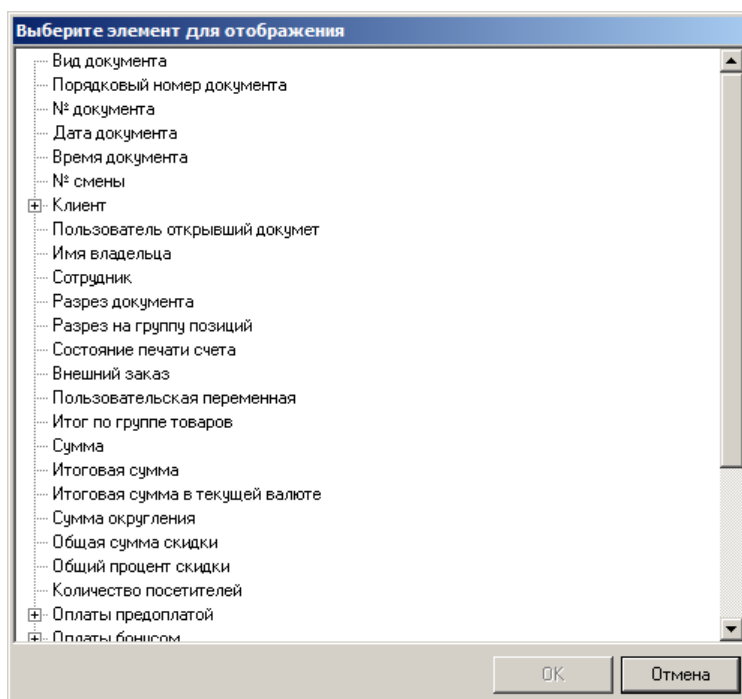 Выберите элемент для отображения
Вид документа
Порядковый номер документа
№ документа
Дата документа
Время документа
№ смены
Клиент
Пользователь открывший докумет
Имя владельца
Сотрудник
Разрез документа
Разрез на группу позиций
Состояние печати счета
Внешний заказ
Пользовательская переменная
Итог по группе товаров
Сумма
Итоговая сумма
Итоговая сумма в текущей валюте
Сумма округления
Общая сумма скидки
Общий процент скидки
Количество посетителей
Оплаты предоплатой
Оплаты бонусом
OK
Отмена